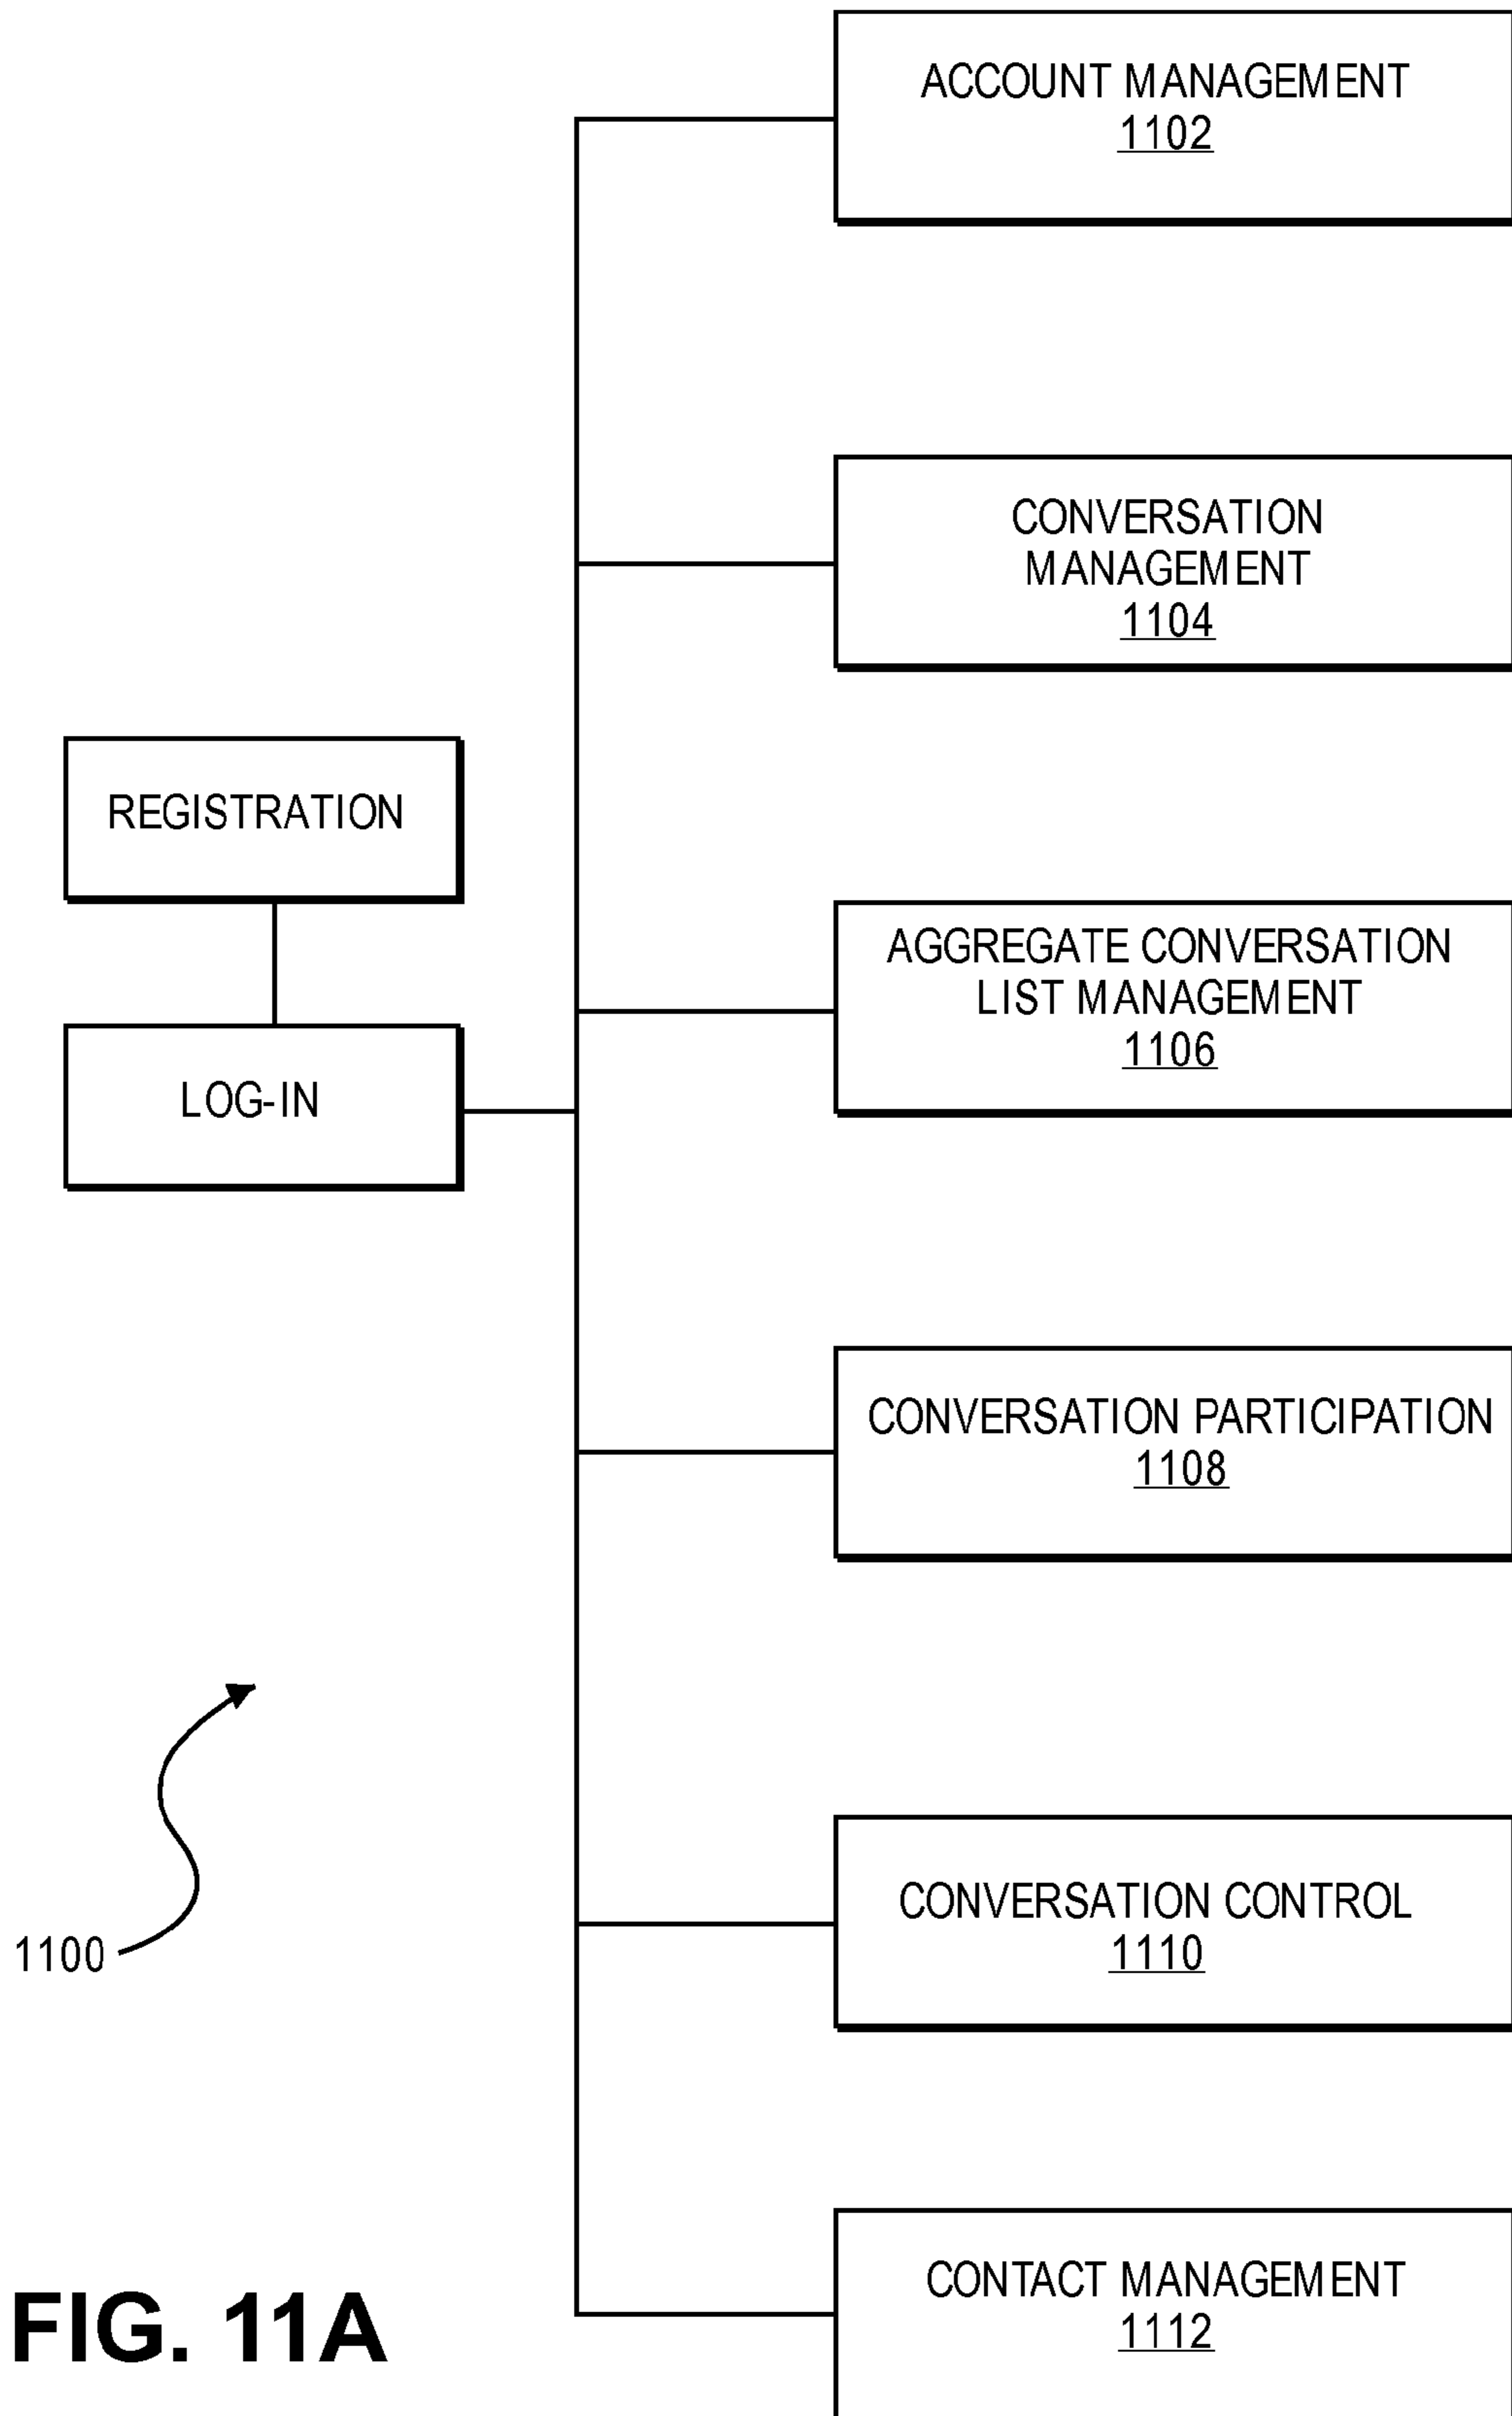 ACCOUNT MANAGEMENT
1102
CONVERSATION
MANAGEMENT
1104
REGISTRATION
AGGREGATE CONVERSATION
LIST MANAGEMENT
1106
LOG-IN
CONVERSATION PARTICIPATION
1108
CONVERSATION CONTROL
1110
1100
CONTACT MANAGEMENT
1112
FIG. 11A